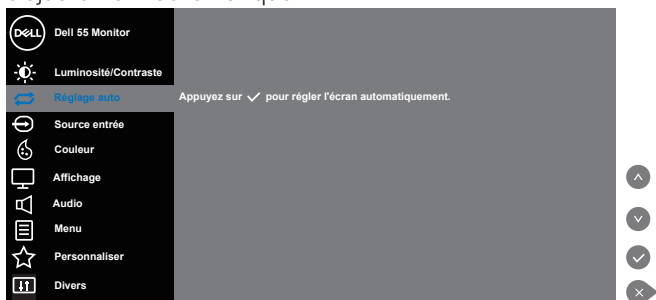 DELL
Dell 55 Monitor
Luminosité/Contraste
Réglage auto
Appuyez sur ✓ pour régler l'écran automatiquement.
Source entrée
Couleur
Affichage
Audio
Menu
Personnaliser
Divers